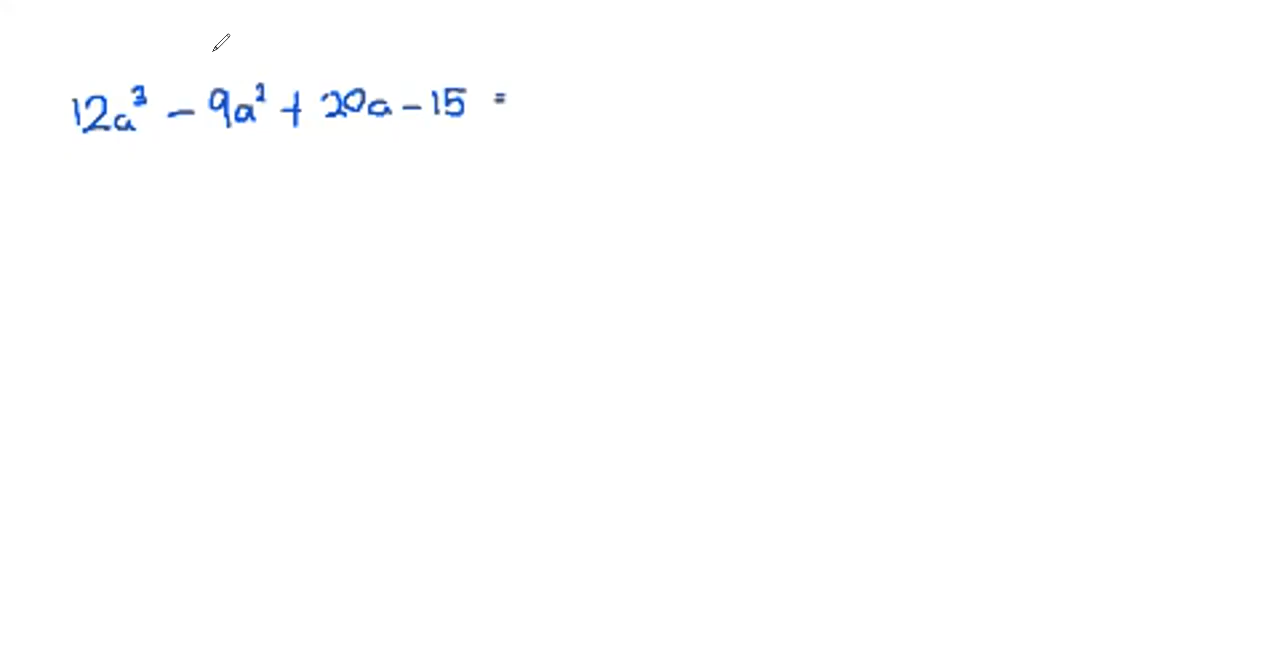 12a³ − 9a² + 20a − 15 =